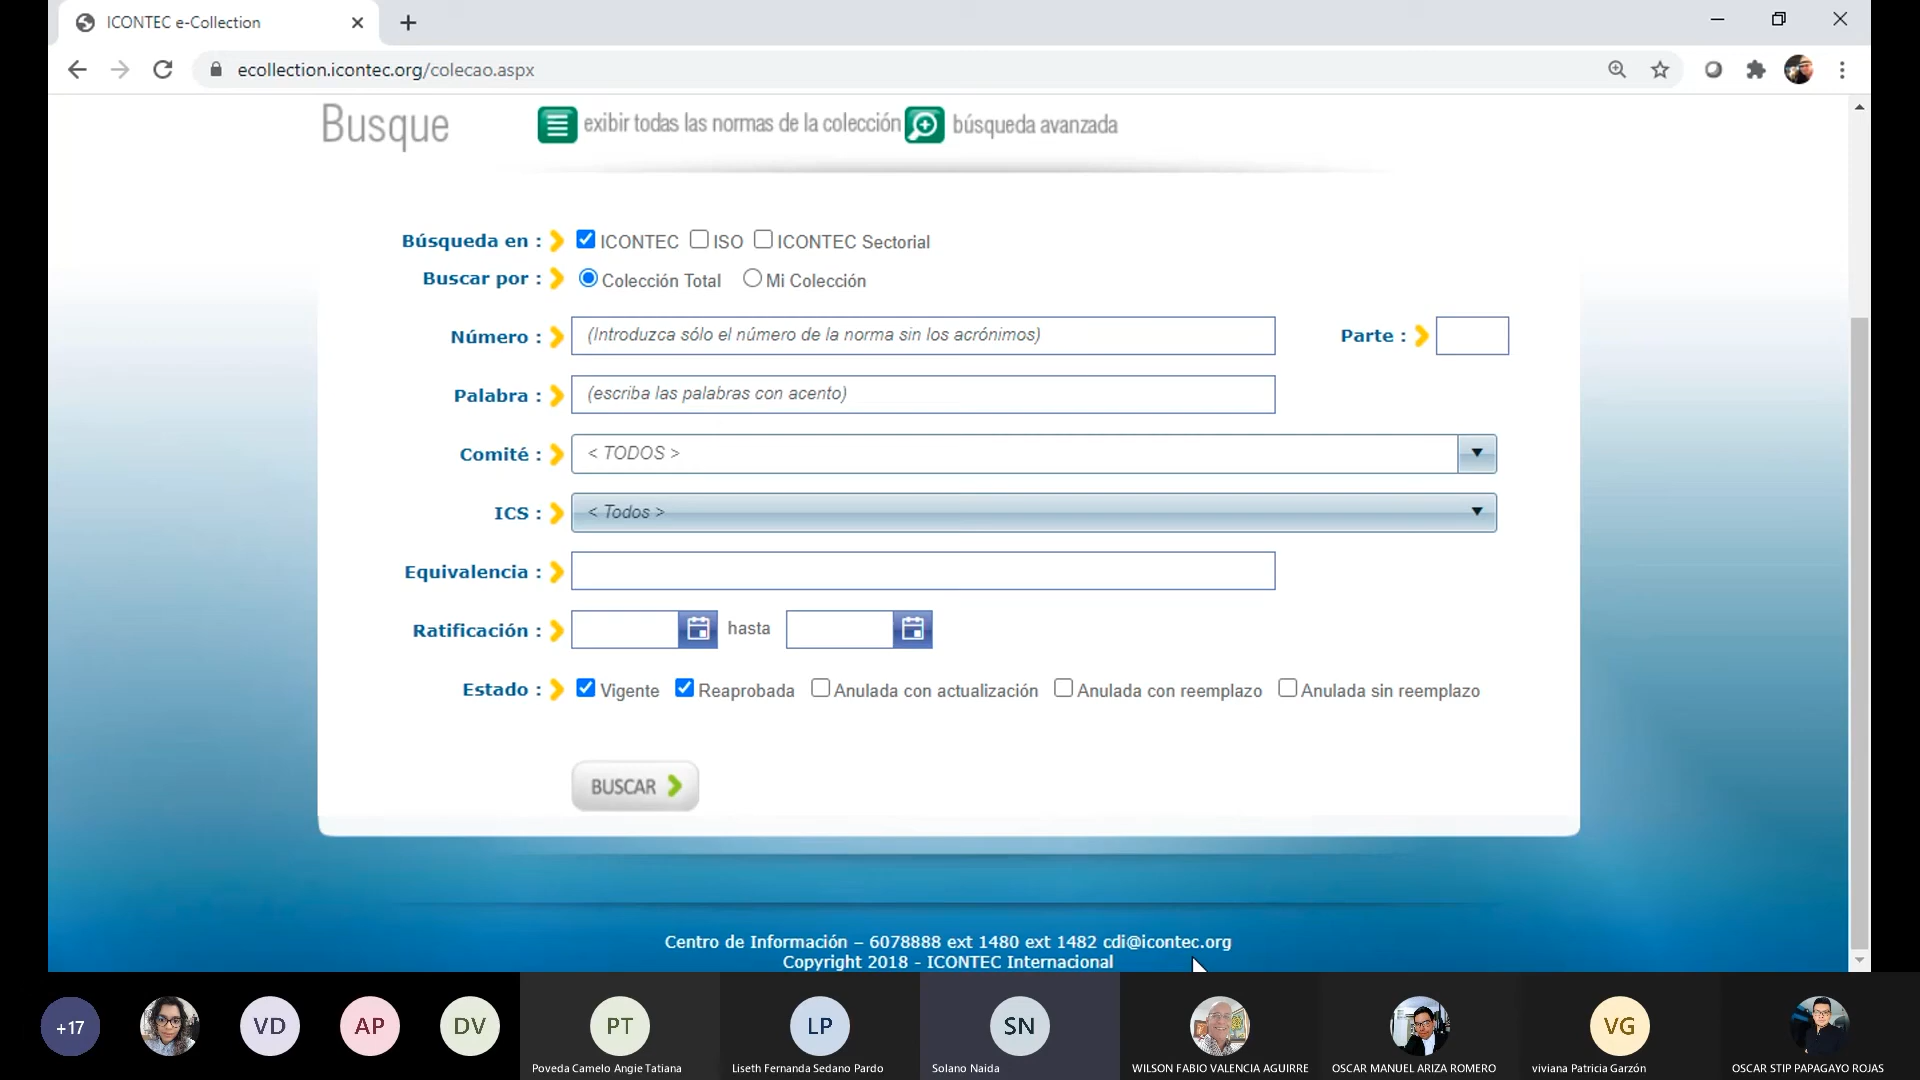 ICONTEC e-Collection
ecollection.icontec.org/colecao.aspx
Busque
exibir todas las normas de la colección
búsqueda avanzada
Búsqueda en : ICONTEC ISO ICONTEC Sectorial
Buscar por : Colección Total Mi Colección
Número : (Introduzca sólo el número de la norma sin los acrónimos) Parte :
Palabra : (escriba las palabras con acento)
Comité : < TODOS >
ICS : < Todos >
Equivalencia :
Ratificación : hasta
Estado : Vigente Reaprobada Anulada con actualización Anulada con reemplazo Anulada sin reemplazo
BUSCAR
Centro de Información – 6078888 ext 1480 ext 1482 cdi@icontec.org
Copyright 2018 - ICONTEC Internacional
+17 VD AP DV PT LP SN VG
Poveda Camelo Angie Tatiana Liseth Fernanda Sedano Pardo Solano Naida WILSON FABIO VALENCIA AGUIRRE OSCAR MANUEL ARIZA ROMERO viviana Patricia Garzón OSCAR STIP PAPAGAYO ROJAS